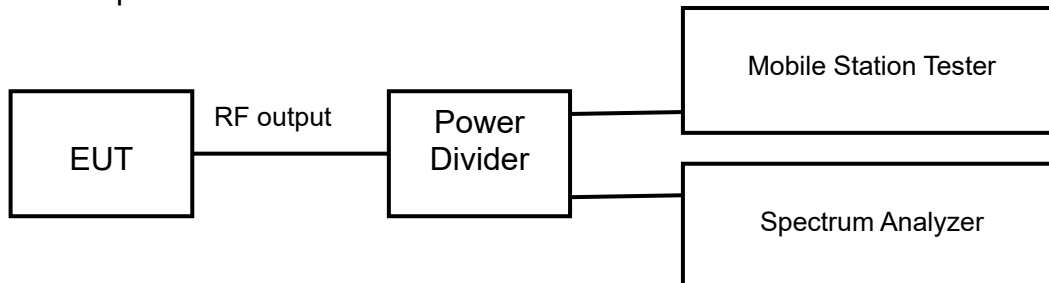 Mobile Station Tester
RF output
Power
Divider
EUT
Spectrum Analyzer